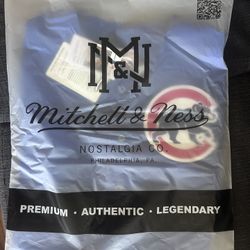 M&N
Mitchell & Ness
NOSTALGIA CO.
PHILADELPHIA, PA.
PREMIUM • AUTHENTIC • LEGENDARY